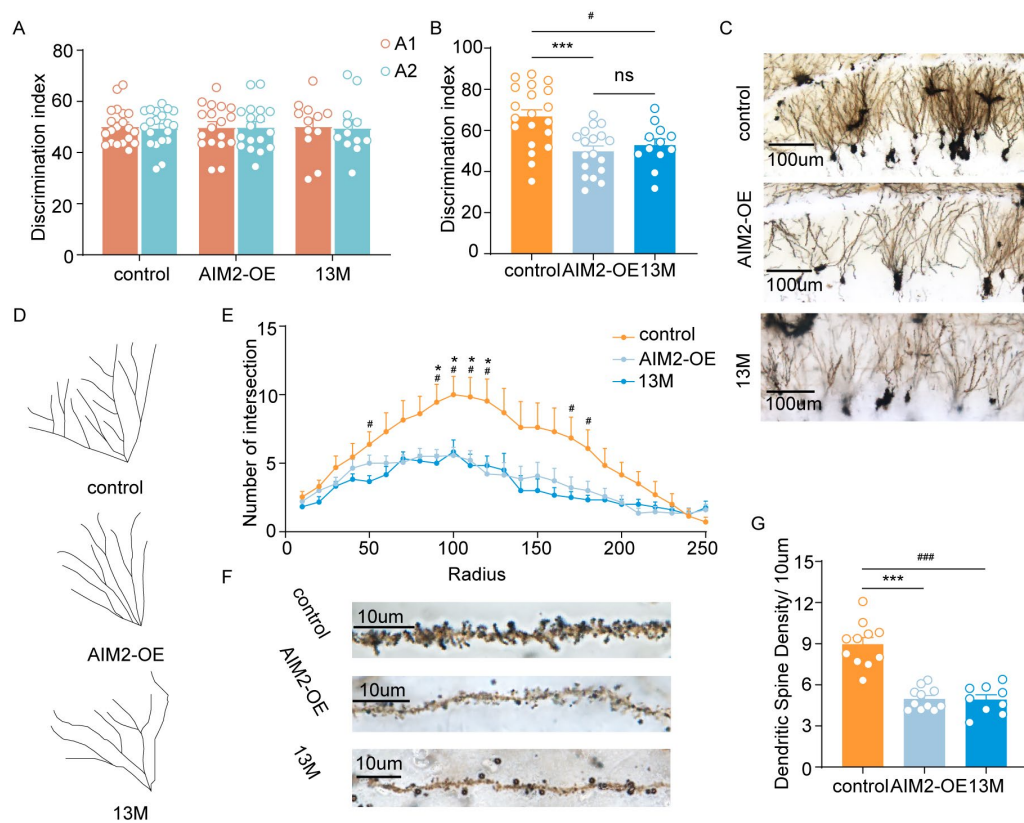 A
Discrimination index
80
60
40
20
0
A1
A2
control
AIM2-OE
13M
B
Discrimination index
100
80
60
40
20
0
#
***
ns
control
AIM2-OE
13M
C
control
100um
AIM2-OE
100um
13M
100um
D
control
AIM2-OE
13M
E
Number of intersection
15
10
5
0
control
AIM2-OE
13M
* * * *
# # # # # # #
0 50 100 150 200 250
Radius
F
control
10um
AIM2-OE
10um
13M
10um
G
Dendritic Spine Density/ 10um
15
12
9
6
3
0
###
***
control
AIM2-OE
13M